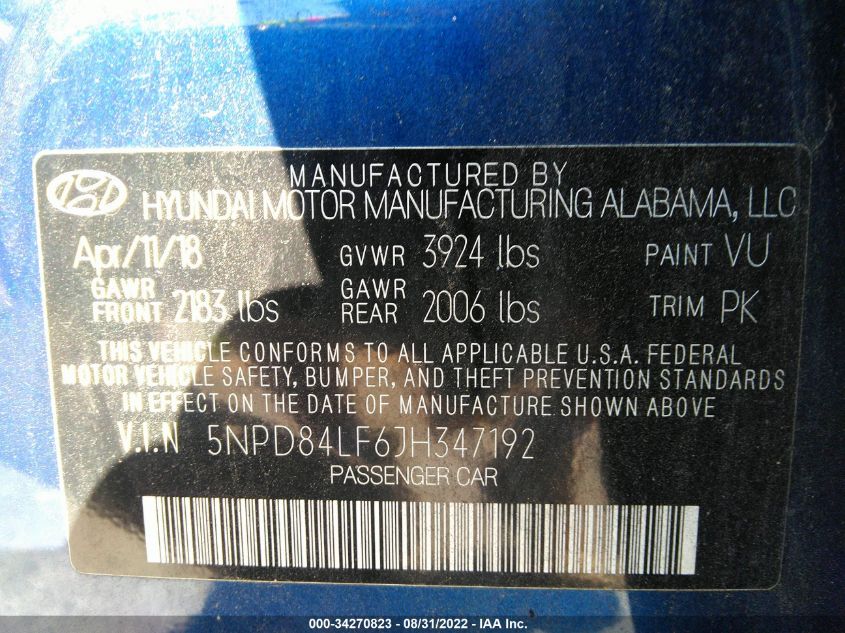 MANUFACTURED BY
HYUNDAI MOTOR MANUFACTURING ALABAMA, LLC
Apr/11/18 GVWR 3924 lbs PAINT VU
GAWR FRONT 2183 lbs GAWR REAR 2006 lbs TRIM PK
THIS VEHICLE CONFORMS TO ALL APPLICABLE U.S.A. FEDERAL
MOTOR VEHICLE SAFETY, BUMPER, AND THEFT PREVENTION STANDARDS
IN EFFECT ON THE DATE OF MANUFACTURE SHOWN ABOVE
V.I.N 5NPD84LF6JH347192
PASSENGER CAR
000-34270823 - 08/31/2022 - IAA Inc.